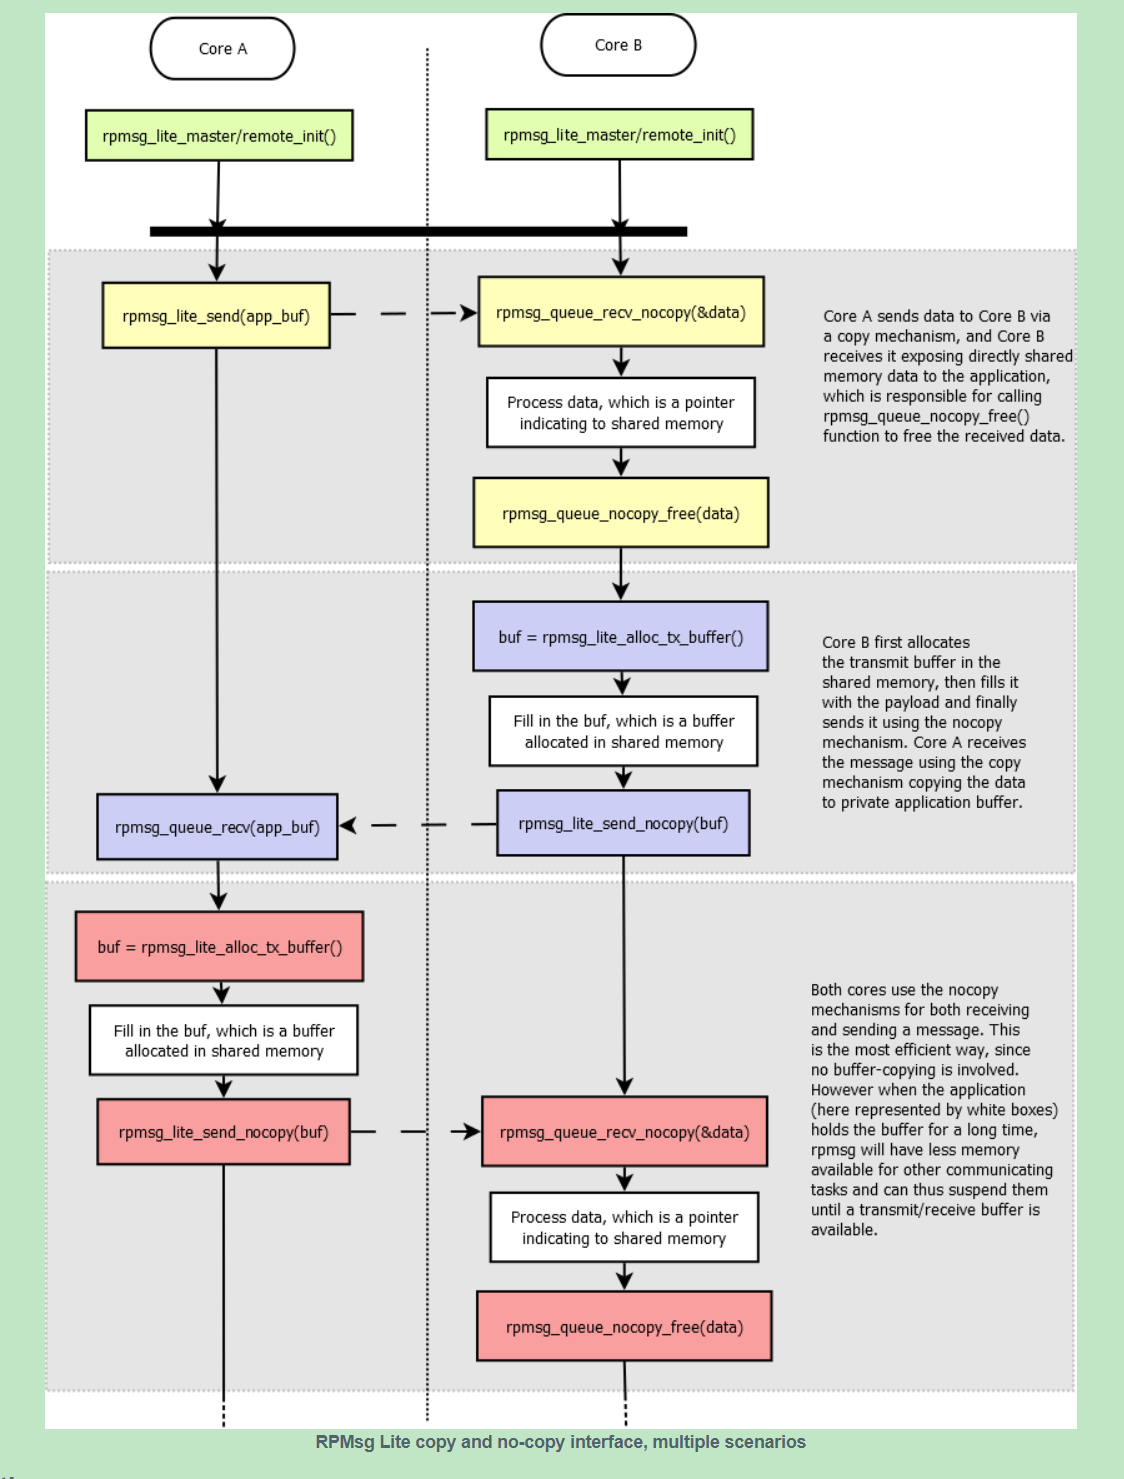 Core A
Core B
rpmsg_lite_master/remote_init()
rpmsg_lite_master/remote_init()
rpmsg_lite_send(app_buf)
rpmsg_queue_recv_nocopy(&data)
Process data, which is a pointer
indicating to shared memory
rpmsg_queue_nocopy_free(data)
Core A sends data to Core B via
a copy mechanism, and Core B
receives it exposing directly shared
memory data to the application,
which is responsible for calling
rpmsg_queue_nocopy_free()
function to free the received data.
buf = rpmsg_lite_alloc_tx_buffer()
Fill in the buf, which is a buffer
allocated in shared memory
rpmsg_queue_recv(app_buf)
rpmsg_lite_send_nocopy(buf)
Core B first allocates
the transmit buffer in the
shared memory, then fills it
with the payload and finally
sends it using the nocopy
mechanism. Core A receives
the message using the copy
mechanism copying the data
to private application buffer.
buf = rpmsg_lite_alloc_tx_buffer()
Fill in the buf, which is a buffer
allocated in shared memory
rpmsg_lite_send_nocopy(buf)
rpmsg_queue_recv_nocopy(&data)
Process data, which is a pointer
indicating to shared memory
rpmsg_queue_nocopy_free(data)
Both cores use the nocopy
mechanisms for both receiving
and sending a message. This
is the most efficient way, since
no buffer-copying is involved.
However when the application
(here represented by white boxes)
holds the buffer for a long time,
rpmsg will have less memory
available for other communicating
tasks and can thus suspend them
until a transmit/receive buffer is
available.
RPMsg Lite copy and no-copy interface, multiple scenarios